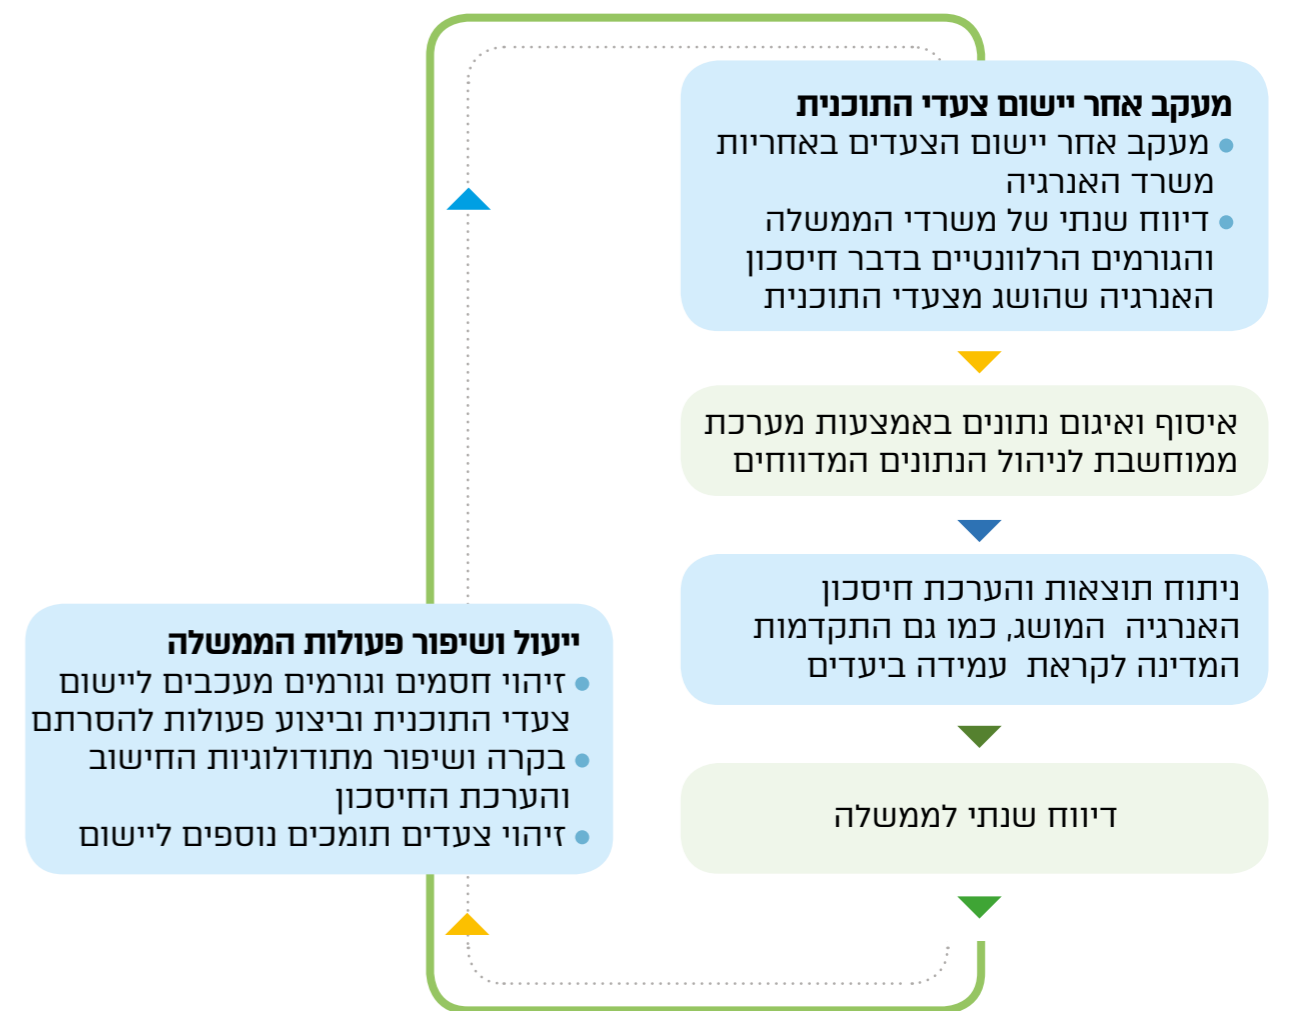 מעקב אחר יישום צעדי התוכנית
מעקב אחר יישום הצעדים באחריות
משרד האנרגיה
דיווח שנתי של משרדי הממשלה
והגורמים הרלוונטיים בדבר חיסכון
האנרגיה שהושג מצעדי התוכנית
איסוף ואיגום נתונים באמצעות מערכת
ממוחשבת לניהול הנתונים המדווחים
ניתוח תוצאות והערכת חיסכון
האנרגיה המושג, כמו גם התקדמות
המדינה לקראת עמידה ביעדים
דיווח שנתי לממשלה
ייעול ושיפור פעולות הממשלה
זיהוי חסמים וגורמים מעכבים ליישום
צעדי התוכנית וביצוע פעולות להסרתם
בקרה ושיפור מתודולוגיות החישוב
והערכת החיסכון
זיהוי צעדים תומכים נוספים ליישום